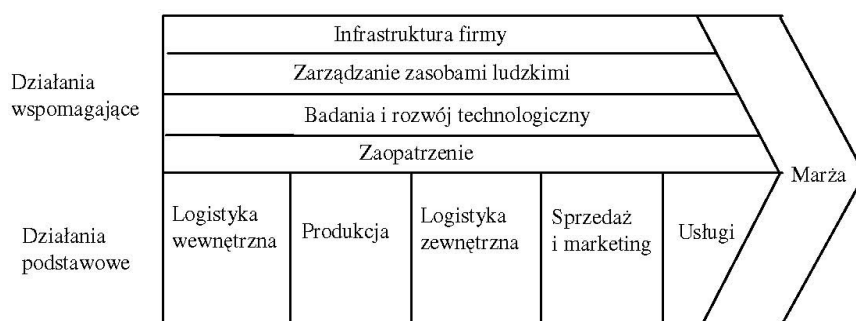 Infrastruktura firmy
Zarządzanie zasobami ludzkimi
Działania
wspomagające
Badania i rozwój technologiczny
Zaopatrzenie
Marża
Logistyka
wewnętrzna
Produkcja
Logistyka
zewnętrzna
Sprzedaż
i marketing
Usługi
Działania
podstawowe